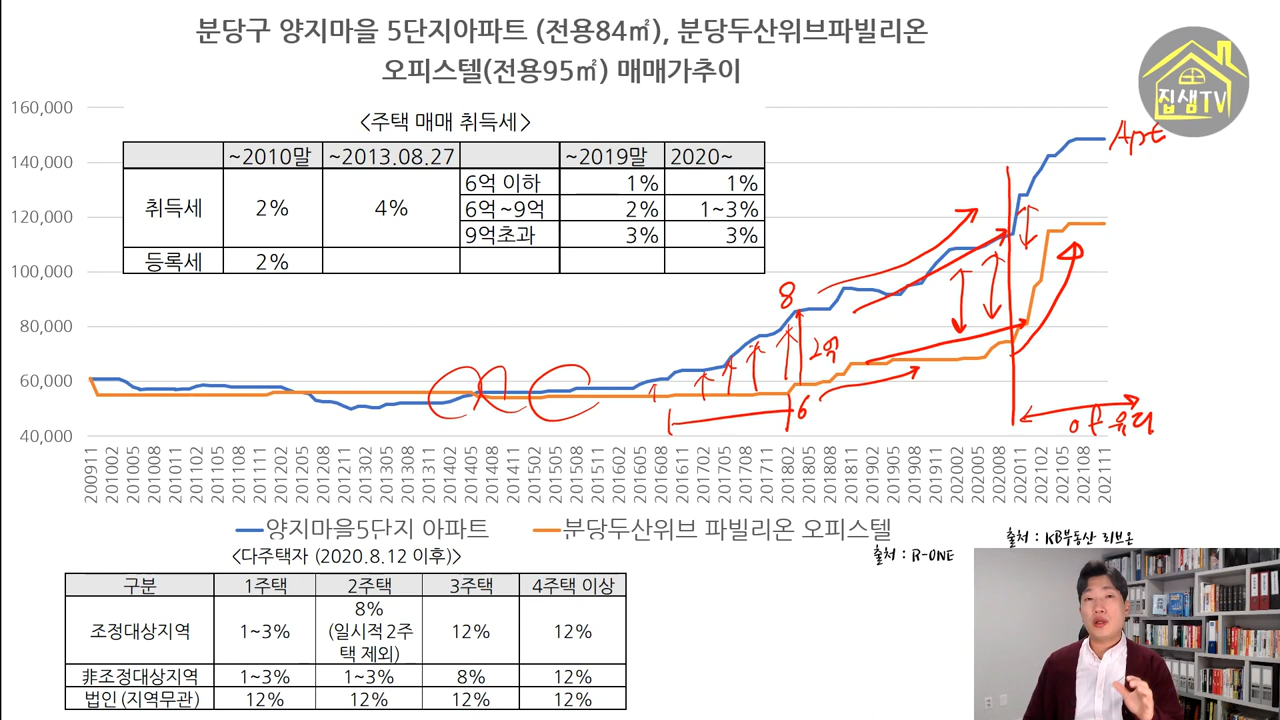 분당구 양지마을 5단지아파트 (전용84㎡), 분당두산위브파빌리온
오피스텔(전용95㎡) 매매가추이
집샘TV
<주택 매매 취득세>
~2010말 ~2013.08.27 ~2019말 2020~
취득세 2% 4% 6억 이하 1% 1%
6억~9억 2% 1~3%
9억초과 3% 3%
등록세 2%
160,000
140,000
120,000
100,000
80,000
60,000
40,000
Apt
8
2억
6
of 유리
200911 201002 201008 201011 201102 201105 201108 201111 201202 201205 201208 201211 201302 201305 201308 201311 201405 201408 201411 201502 201505 201508 201602 201605 201608 201611 201702 201705 201708 201711 201802 201805 201808 201811 201902 201908 201911 202002 202005 202008 202011 202102 202105 202108 202111
양지마을5단지 아파트 분당두산위브 파빌리온 오피스텔
출처 : R-ONE
출처 : KB부동산 리브온
<다주택자 (2020.8.12 이후)>
구분 1주택 2주택 3주택 4주택 이상
조정대상지역 1~3% 8%
(일시적 2주
택 제외) 12% 12%
非조정대상지역 1~3% 1~3% 8% 12%
법인 (지역무관) 12% 12% 12% 12%